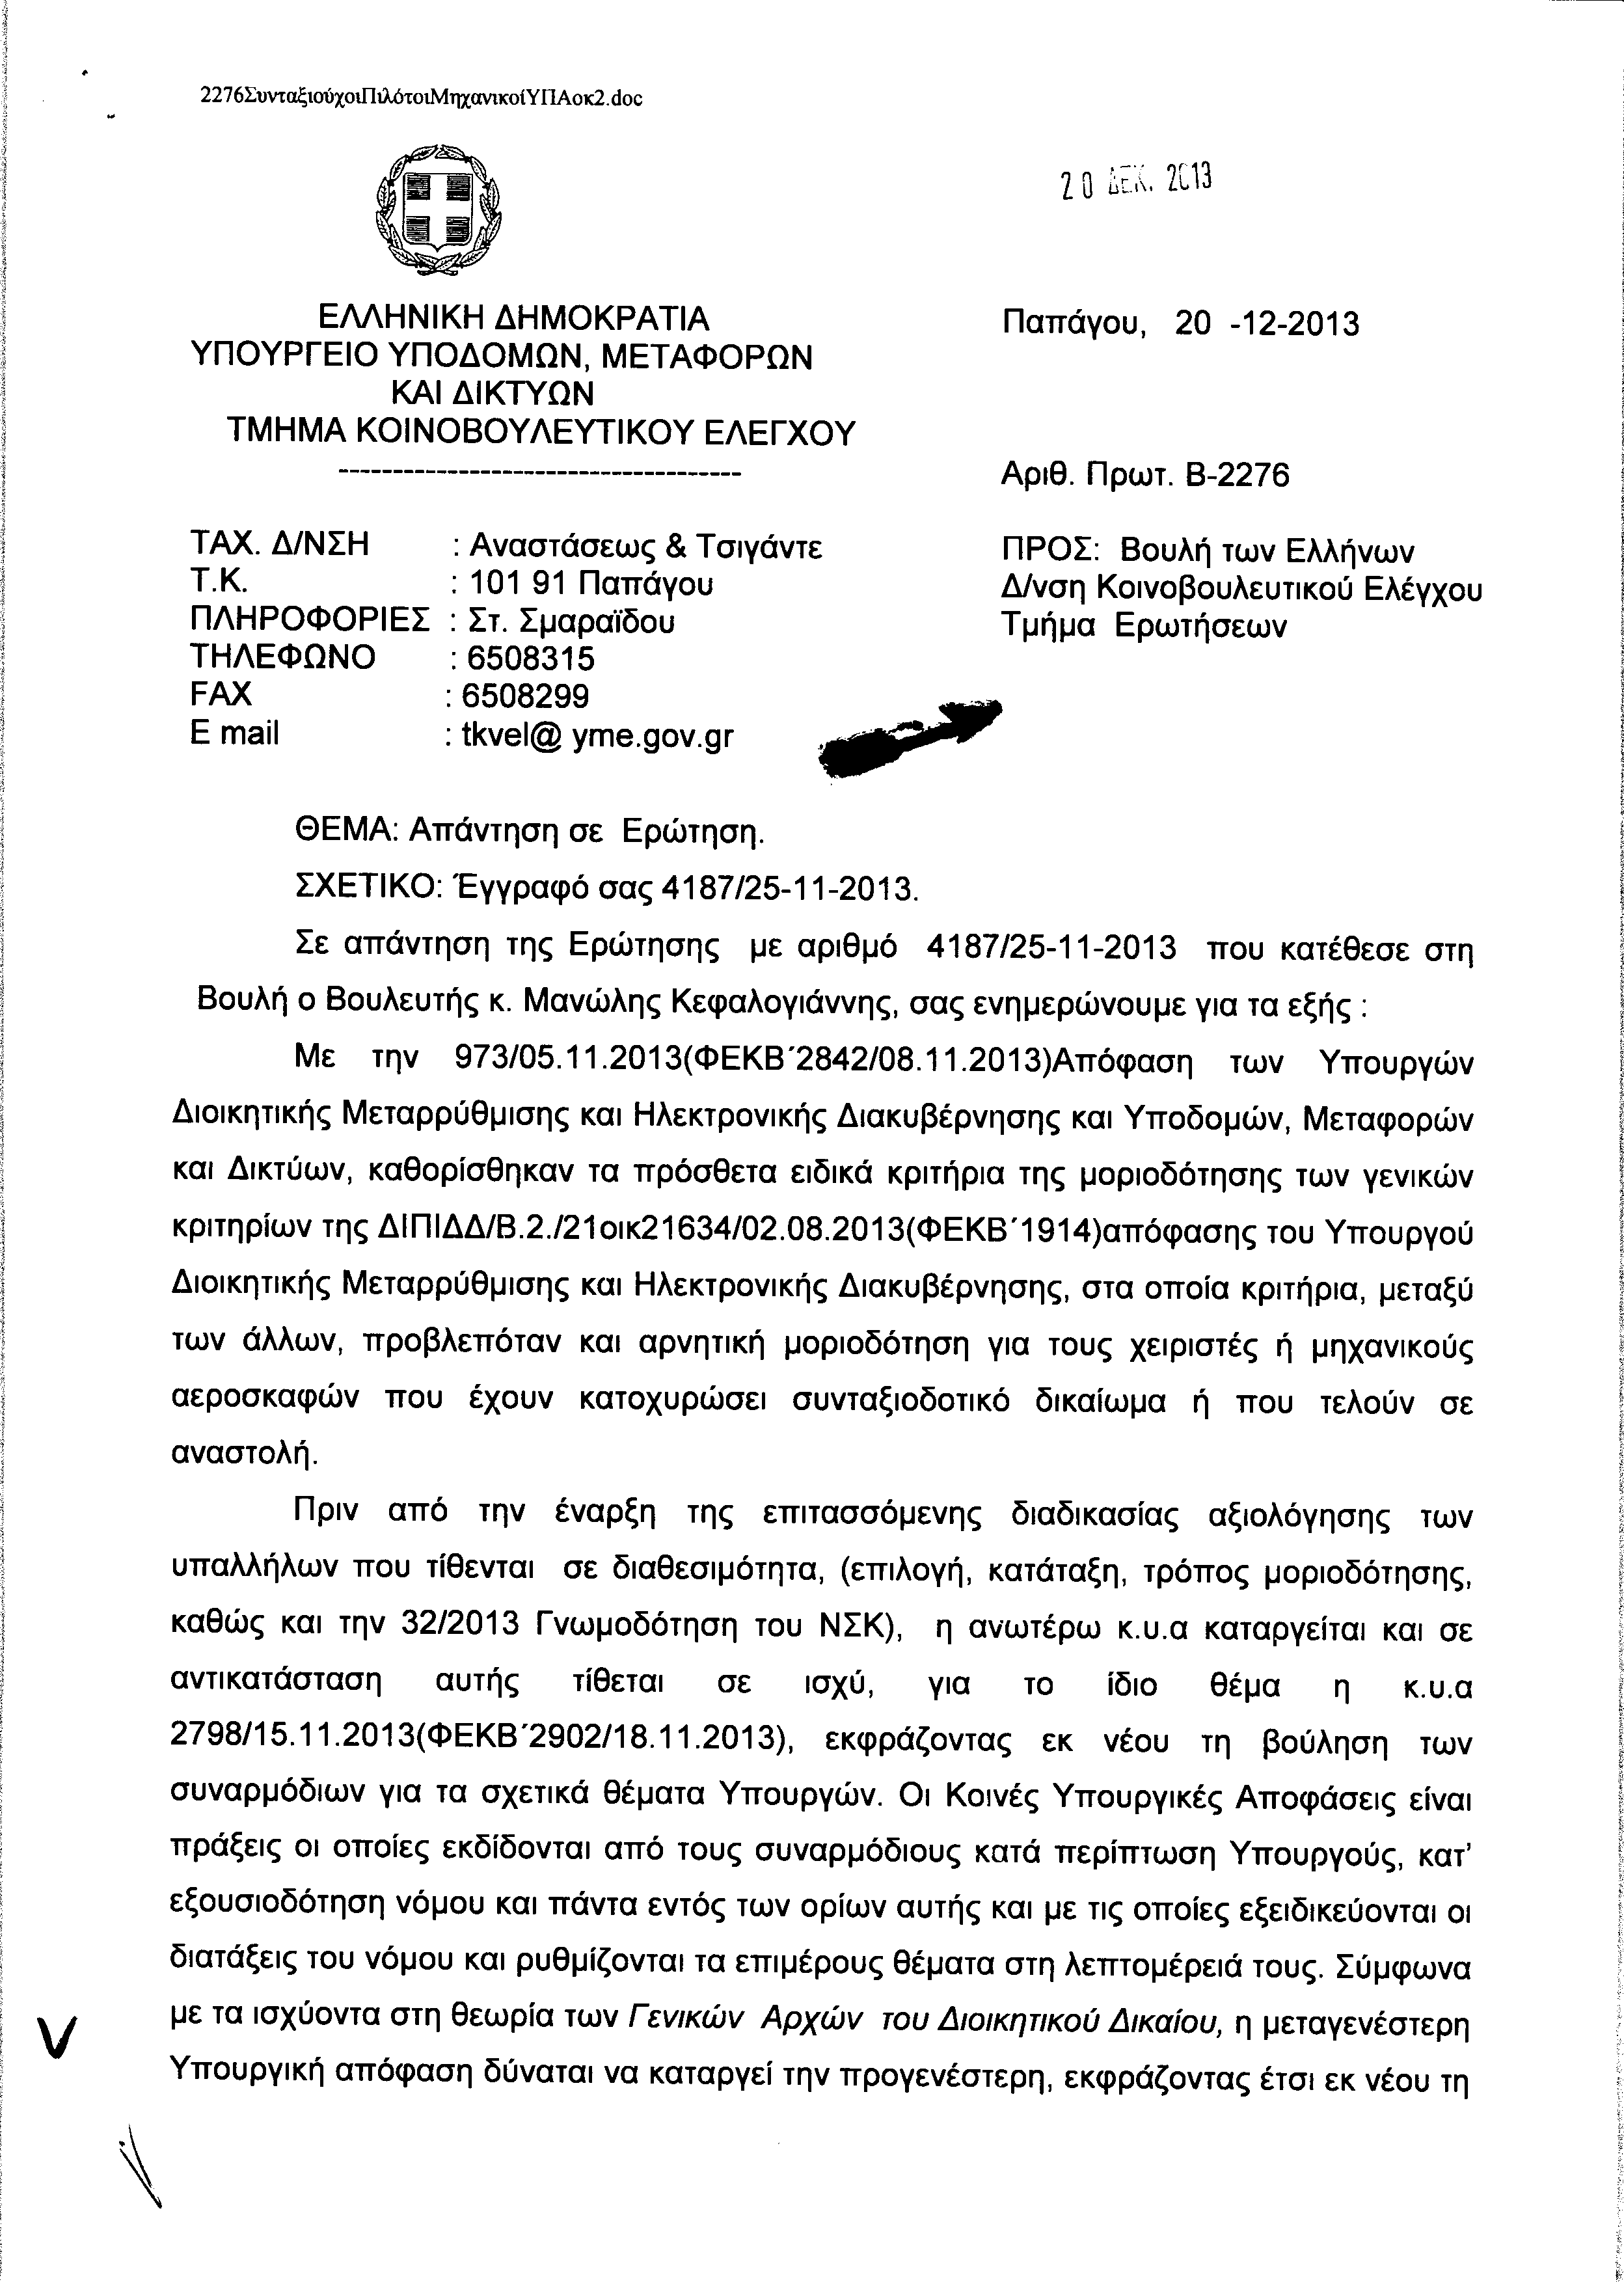 2276ΣυνταξιούχοιΠιλότοιΜηχανικοίΥΠΑοκ2.doc
20 ΔΕΚ. 2013
ΕΛΛΗΝΙΚΗ ΔΗΜΟΚΡΑΤΙΑ
ΥΠΟΥΡΓΕΙΟ ΥΠΟΔΟΜΩΝ, ΜΕΤΑΦΟΡΩΝ
ΚΑΙ ΔΙΚΤΥΩΝ
ΤΜΗΜΑ ΚΟΙΝΟΒΟΥΛΕΥΤΙΚΟΥ ΕΛΕΓΧΟΥ
-------------------------------------
Παπάγου, 20 -12-2013
Αριθ. Πρωτ. Β-2276
ΤΑΧ. Δ/ΝΣΗ : Αναστάσεως & Τσιγάντε
Τ.Κ. : 101 91 Παπάγου
ΠΛΗΡΟΦΟΡΙΕΣ : Στ. Σμαραΐδου
ΤΗΛΕΦΩΝΟ : 6508315
FAX : 6508299
E mail : tkvel@ yme.gov.gr
ΠΡΟΣ: Βουλή των Ελλήνων
Δ/νση Κοινοβουλευτικού Ελέγχου
Τμήμα Ερωτήσεων
ΘΕΜΑ: Απάντηση σε Ερώτηση.
ΣΧΕΤΙΚΟ: Έγγραφό σας 4187/25-11-2013.
Σε απάντηση της Ερώτησης με αριθμό 4187/25-11-2013 που κατέθεσε στη
Βουλή ο Βουλευτής κ. Μανώλης Κεφαλογιάννης, σας ενημερώνουμε για τα εξής :
Με την 973/05.11.2013(ΦΕΚΒ΄2842/08.11.2013)Απόφαση των Υπουργών
Διοικητικής Μεταρρύθμισης και Ηλεκτρονικής Διακυβέρνησης και Υποδομών, Μεταφορών
και Δικτύων, καθορίσθηκαν τα πρόσθετα ειδικά κριτήρια της μοριοδότησης των γενικών
κριτηρίων της ΔΙΠΙΔΔ/Β.2./21οικ21634/02.08.2013(ΦΕΚΒ΄1914)απόφασης του Υπουργού
Διοικητικής Μεταρρύθμισης και Ηλεκτρονικής Διακυβέρνησης, στα οποία κριτήρια, μεταξύ
των άλλων, προβλεπόταν και αρνητική μοριοδότηση για τους χειριστές ή μηχανικούς
αεροσκαφών που έχουν κατοχυρώσει συνταξιοδοτικό δικαίωμα ή που τελούν σε
αναστολή.
Πριν από την έναρξη της επιτασσόμενης διαδικασίας αξιολόγησης των
υπαλλήλων που τίθενται σε διαθεσιμότητα, (επιλογή, κατάταξη, τρόπος μοριοδότησης,
καθώς και την 32/2013 Γνωμοδότηση του ΝΣΚ), η ανωτέρω κ.υ.α καταργείται και σε
αντικατάσταση αυτής τίθεται σε ισχύ, για το ίδιο θέμα η κ.υ.α
2798/15.11.2013(ΦΕΚΒ΄2902/18.11.2013), εκφράζοντας εκ νέου τη βούληση των
συναρμόδιων για τα σχετικά θέματα Υπουργών. Οι Κοινές Υπουργικές Αποφάσεις είναι
πράξεις οι οποίες εκδίδονται από τους συναρμόδιους κατά περίπτωση Υπουργούς, κατ'
εξουσιοδότηση νόμου και πάντα εντός των ορίων αυτής και με τις οποίες εξειδικεύονται οι
διατάξεις του νόμου και ρυθμίζονται τα επιμέρους θέματα στη λεπτομέρειά τους. Σύμφωνα
με τα ισχύοντα στη θεωρία των Γενικών Αρχών του Διοικητικού Δικαίου, η μεταγενέστερη
Υπουργική απόφαση δύναται να καταργεί την προγενέστερη, εκφράζοντας έτσι εκ νέου τη